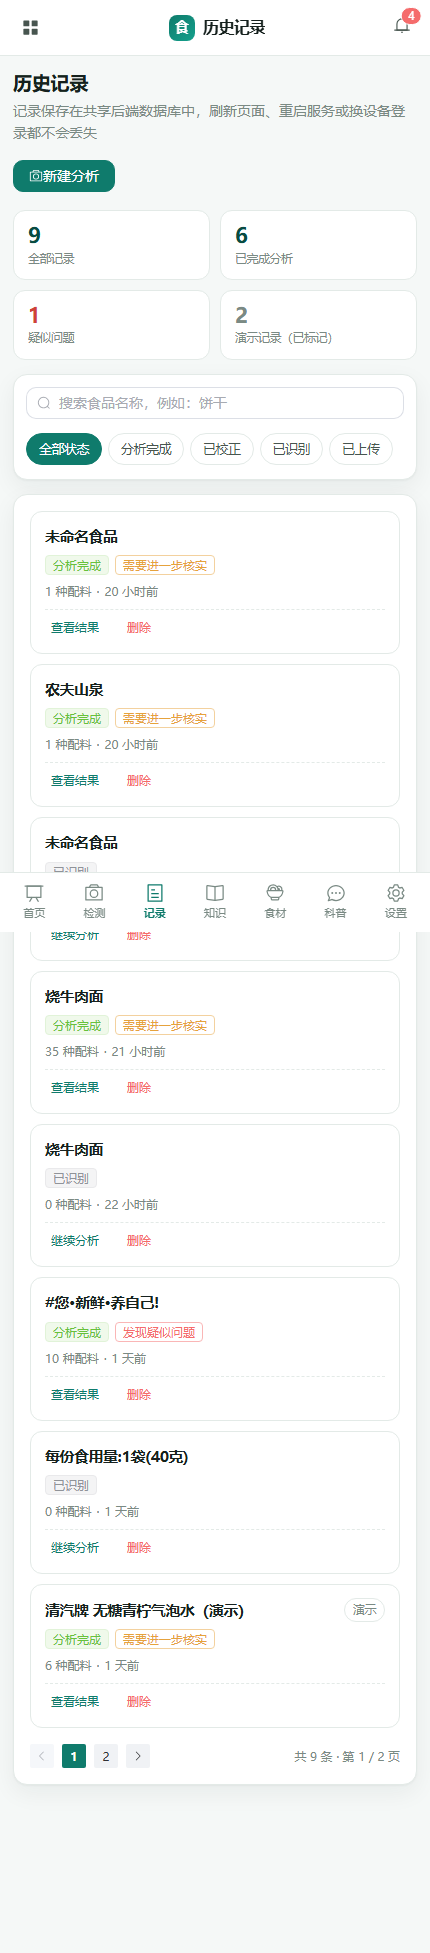 食 历史记录 4
历史记录
记录保存在共享后端数据库中，刷新页面、重启服务或换设备登
录都不会丢失
新建分析
9
全部记录
6
已完成分析
1
疑似问题
2
演示记录（已标记）
搜索食品名称，例如：饼干
全部状态 分析完成 已校正 已识别 已上传
未命名食品
分析完成 需要进一步核实
1 种配料 · 20 小时前
查看结果 删除
农夫山泉
分析完成 需要进一步核实
1 种配料 · 20 小时前
查看结果 删除
未命名食品
已识别
首页 检测 记录 知识 食材 科普 设置
继续分析 删除
烧牛肉面
分析完成 需要进一步核实
35 种配料 · 21 小时前
查看结果 删除
烧牛肉面
已识别
0 种配料 · 22 小时前
继续分析 删除
#您•新鲜•养自己!
分析完成 发现疑似问题
10 种配料 · 1 天前
查看结果 删除
每份食用量:1袋(40克)
已识别
0 种配料 · 1 天前
继续分析 删除
清汽牌 无糖青柠气泡水（演示） 演示
分析完成 需要进一步核实
6 种配料 · 1 天前
查看结果 删除
1 2 共 9 条 · 第 1 / 2 页